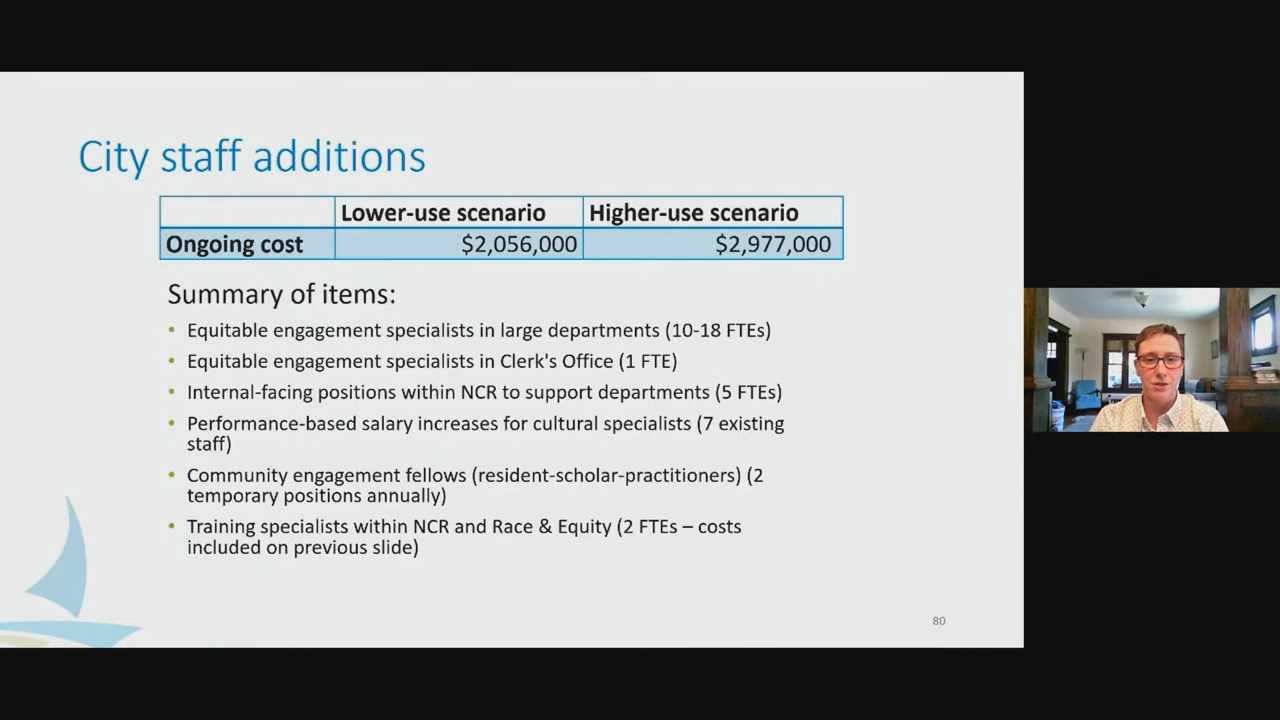 City staff additions
Lower-use scenario Higher-use scenario
Ongoing cost $2,056,000 $2,977,000
Summary of items:
• Equitable engagement specialists in large departments (10-18 FTEs)
• Equitable engagement specialists in Clerk's Office (1 FTE)
• Internal-facing positions within NCR to support departments (5 FTEs)
• Performance-based salary increases for cultural specialists (7 existing
staff)
• Community engagement fellows (resident-scholar-practitioners) (2
temporary positions annually)
• Training specialists within NCR and Race & Equity (2 FTEs – costs
included on previous slide)
80